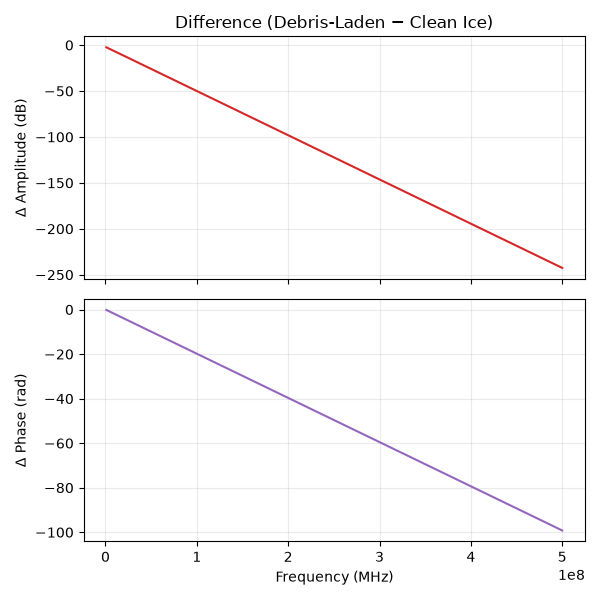 Difference (Debris-Laden − Clean Ice)
0
−50
−100
−150
−200
−250
Δ Amplitude (dB)
0
−20
−40
−60
−80
−100
Δ Phase (rad)
0 1 2 3 4 5
1e8
Frequency (MHz)